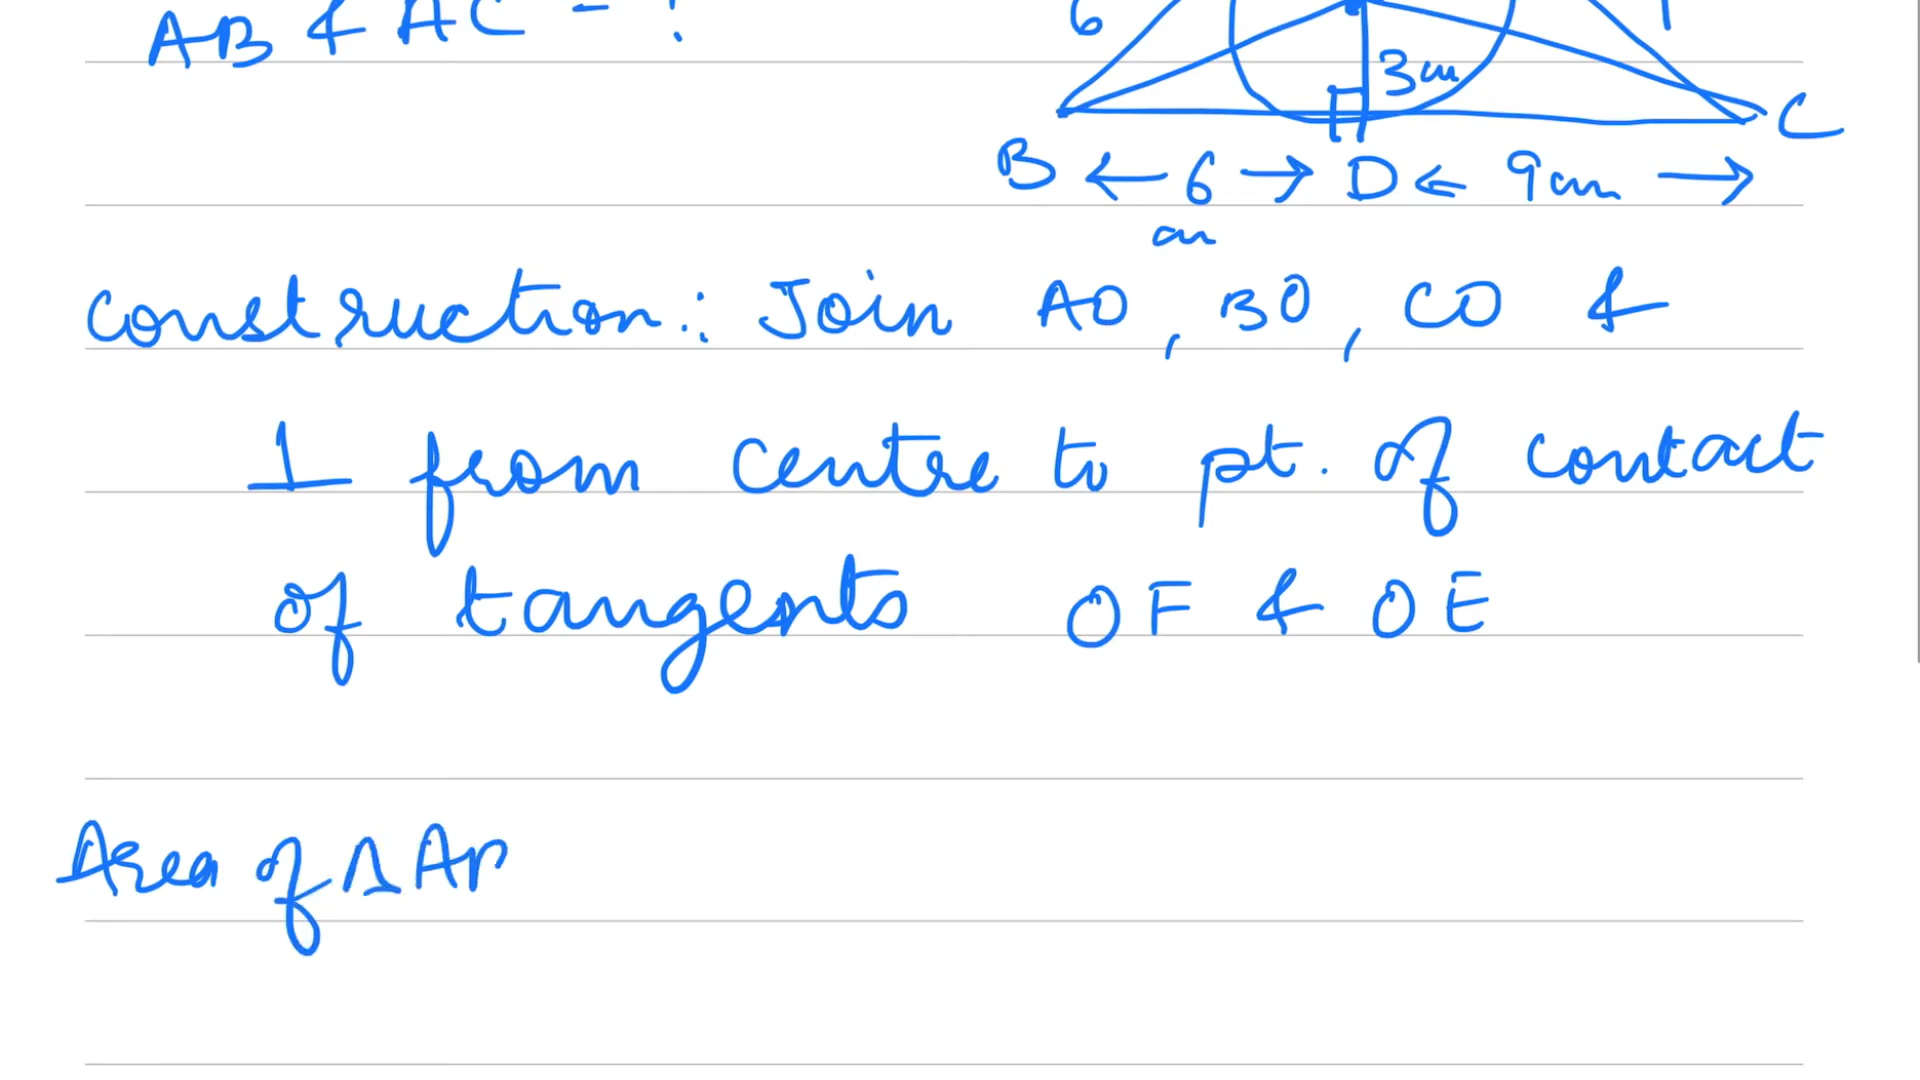 AB & AC = ?
6
3cm
C
B ← 6 → D ← 9cm →
cm
Construction: Join AO, BO, CO &
⊥ from centre to pt. of contact
of tangents OF & OE
Area of Δ AP